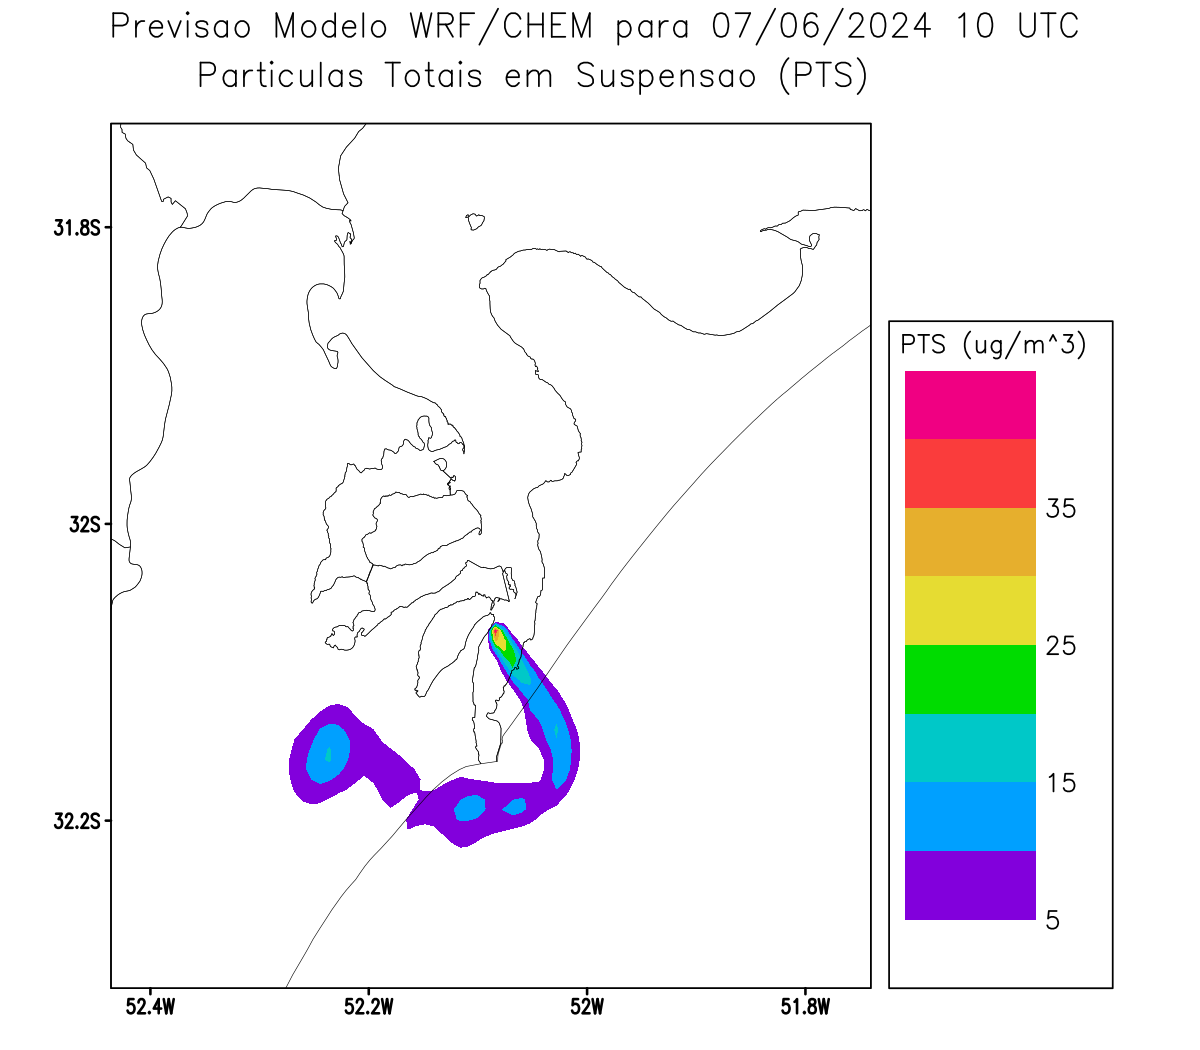 Previsao Modelo WRF/CHEM para 07/06/2024 10 UTC
Particulas Totais em Suspensao (PTS)
31.8S
32S
32.2S
52.4W 52.2W 52W 51.8W
PTS (ug/m^3)
35
25
15
5